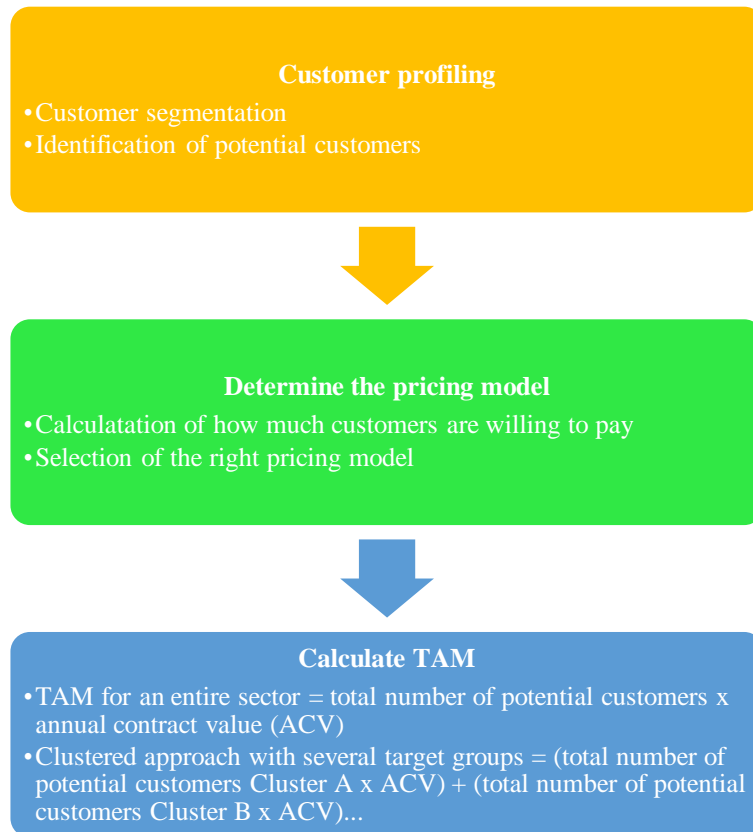 Customer profiling
•Customer segmentation
•Identification of potential customers
Determine the pricing model
•Calculatation of how much customers are willing to pay
•Selection of the right pricing model
Calculate TAM
•TAM for an entire sector = total number of potential customers x
annual contract value (ACV)
•Clustered approach with several target groups = (total number of
potential customers Cluster A x ACV) + (total number of potential
customers Cluster B x ACV)...